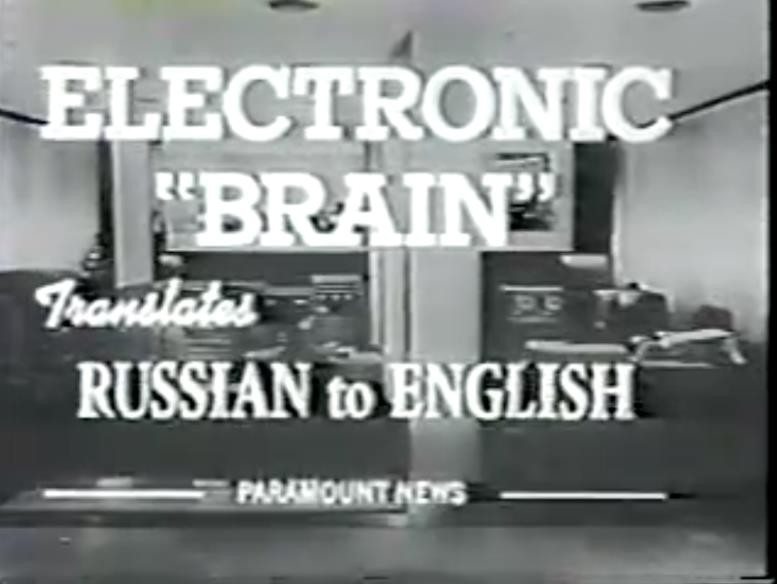 ELECTRONIC
“BRAIN”
Translates
RUSSIAN to ENGLISH
PARAMOUNT NEWS